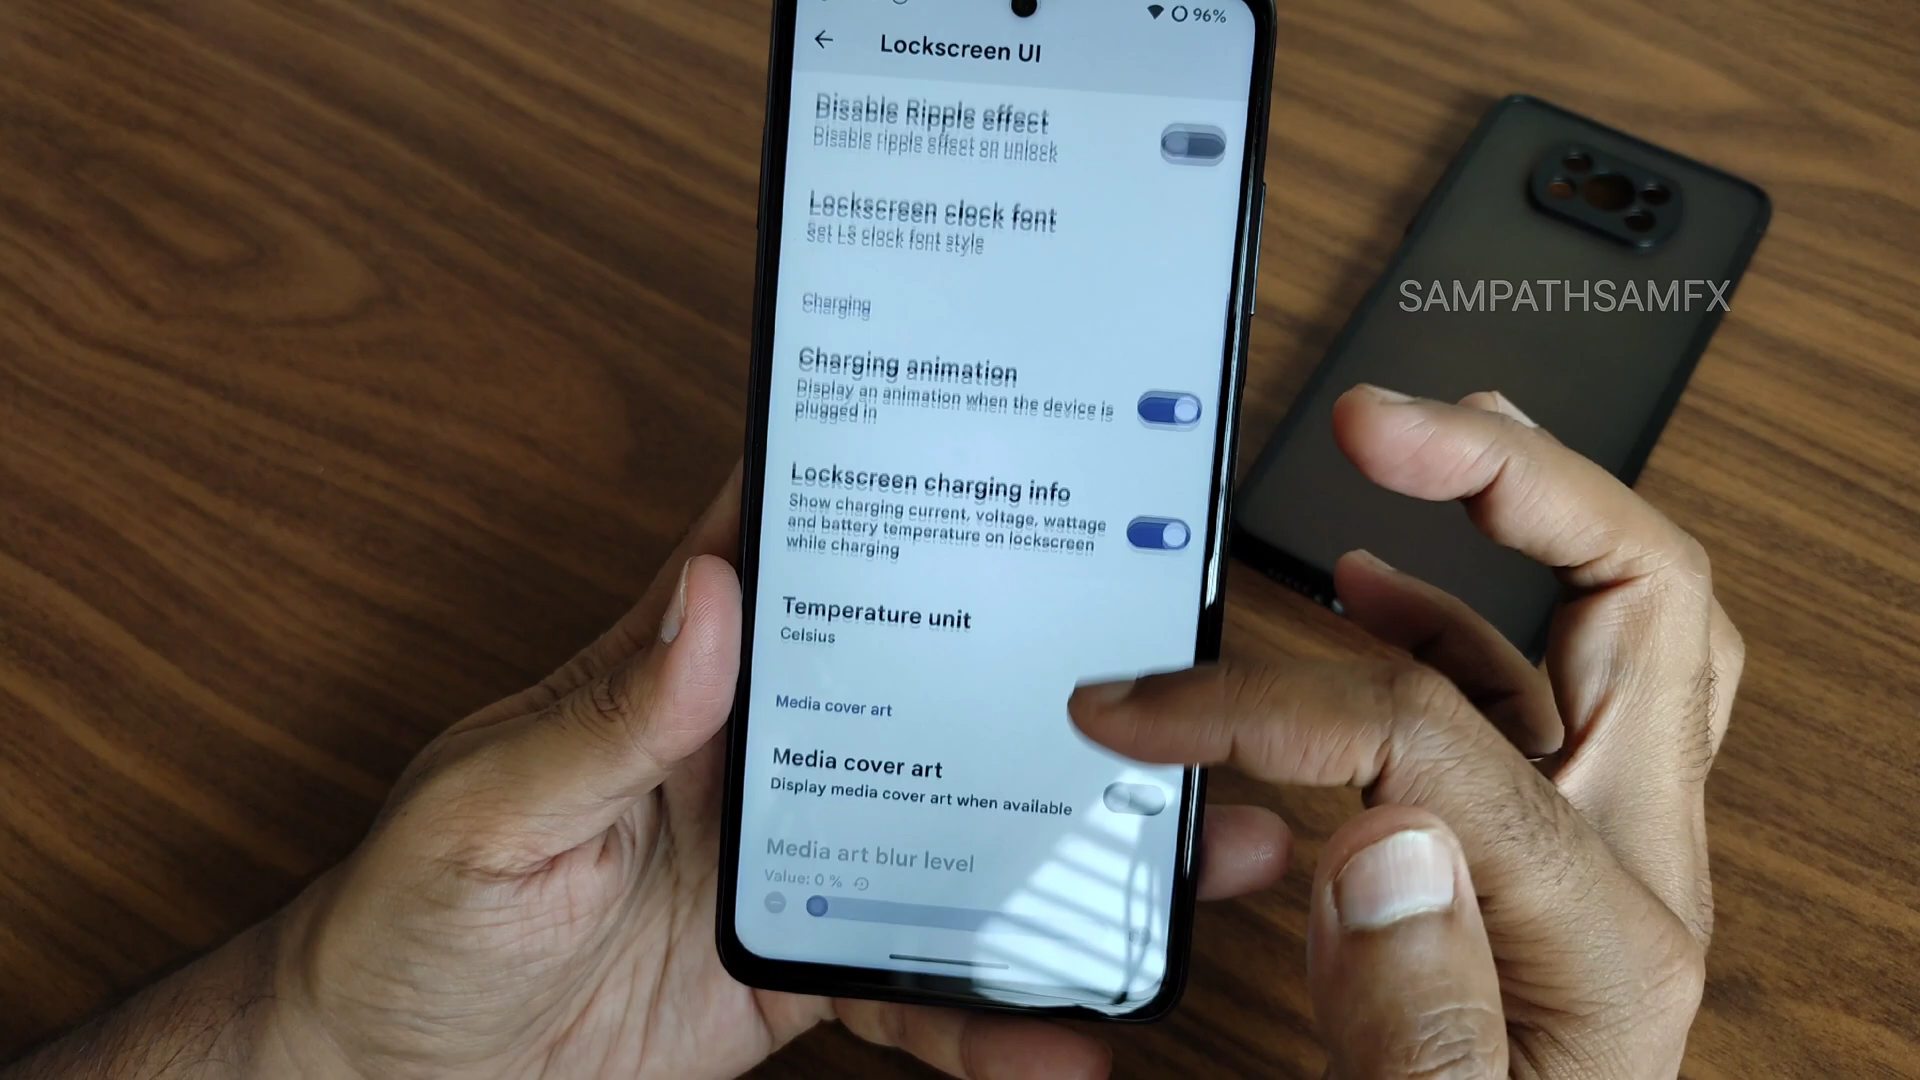 96%
Lockscreen UI
Disable Ripple effect
Disable ripple effect on unlock
Lockscreen clock font
Set LS clock font style
Charging
Charging animation
Display an animation when the device is
plugged in
Lockscreen charging info
Show charging current, voltage, wattage
and battery temperature on lockscreen
while charging
Temperature unit
Celsius
Media cover art
Media cover art
Display media cover art when available
Media art blur level
Value: 0 %
SAMPATHSAMFX